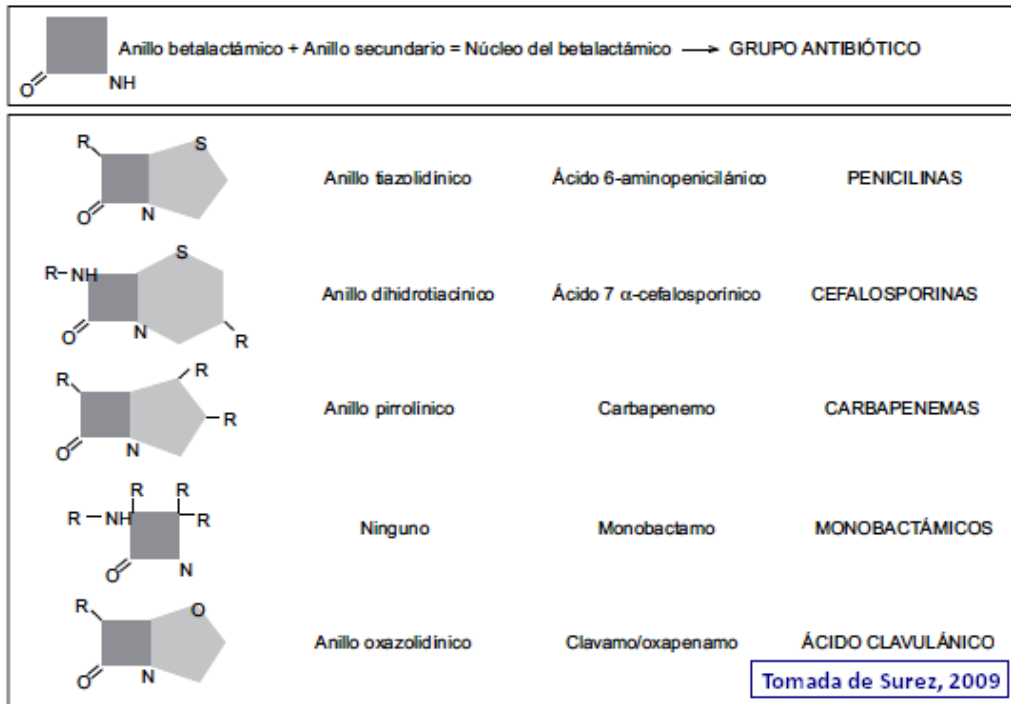 Anillo betalactámico + Anillo secundario = Núcleo del betalactámico → GRUPO ANTIBIÓTICO
O
NH
R
S
O
N
Anillo tiazolidínico
Ácido 6-aminopenicilánico
PENICILINAS
R-NH
S
O
N
R
Anillo dihidrotiacínico
Ácido 7 α-cefalosporínico
CEFALOSPORINAS
R
R
R
O
N
Anillo pirrolínico
Carbapenemo
CARBAPENEMAS
R
R
R-NH
R
O
N
Ninguno
Monobactamo
MONOBACTÁMICOS
R
O
O
N
Anillo oxazolidínico
Clavamo/oxapenamo
ÁCIDO CLAVULÁNICO
Tomada de Surez, 2009